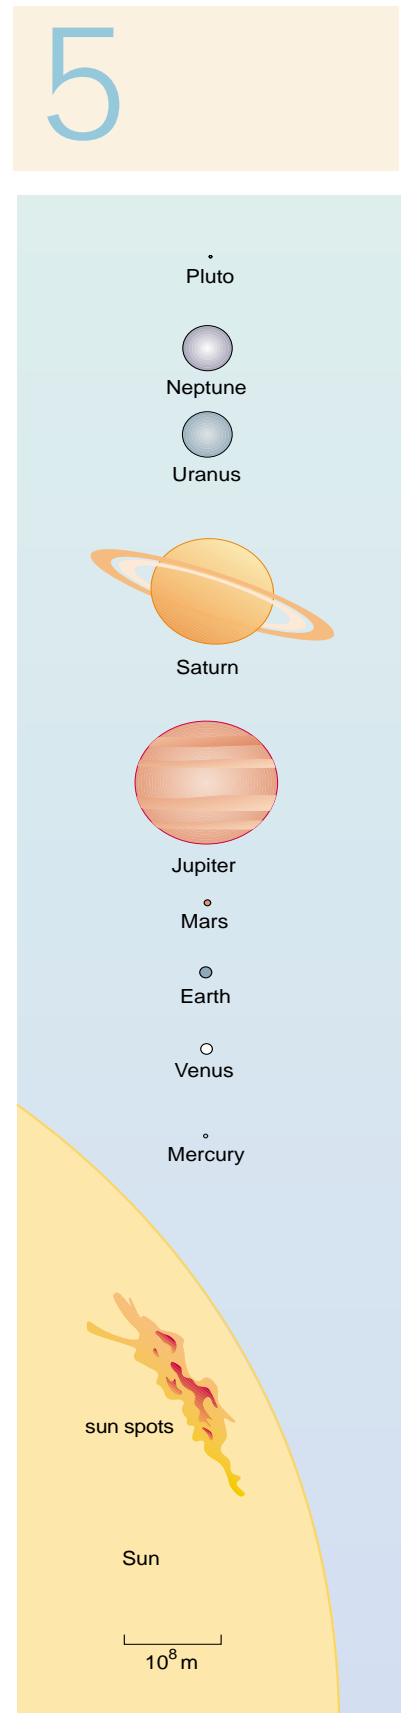 5
Pluto
Neptune
Uranus
Saturn
Jupiter
Mars
Earth
Venus
Mercury
sun spots
Sun
10⁸ m